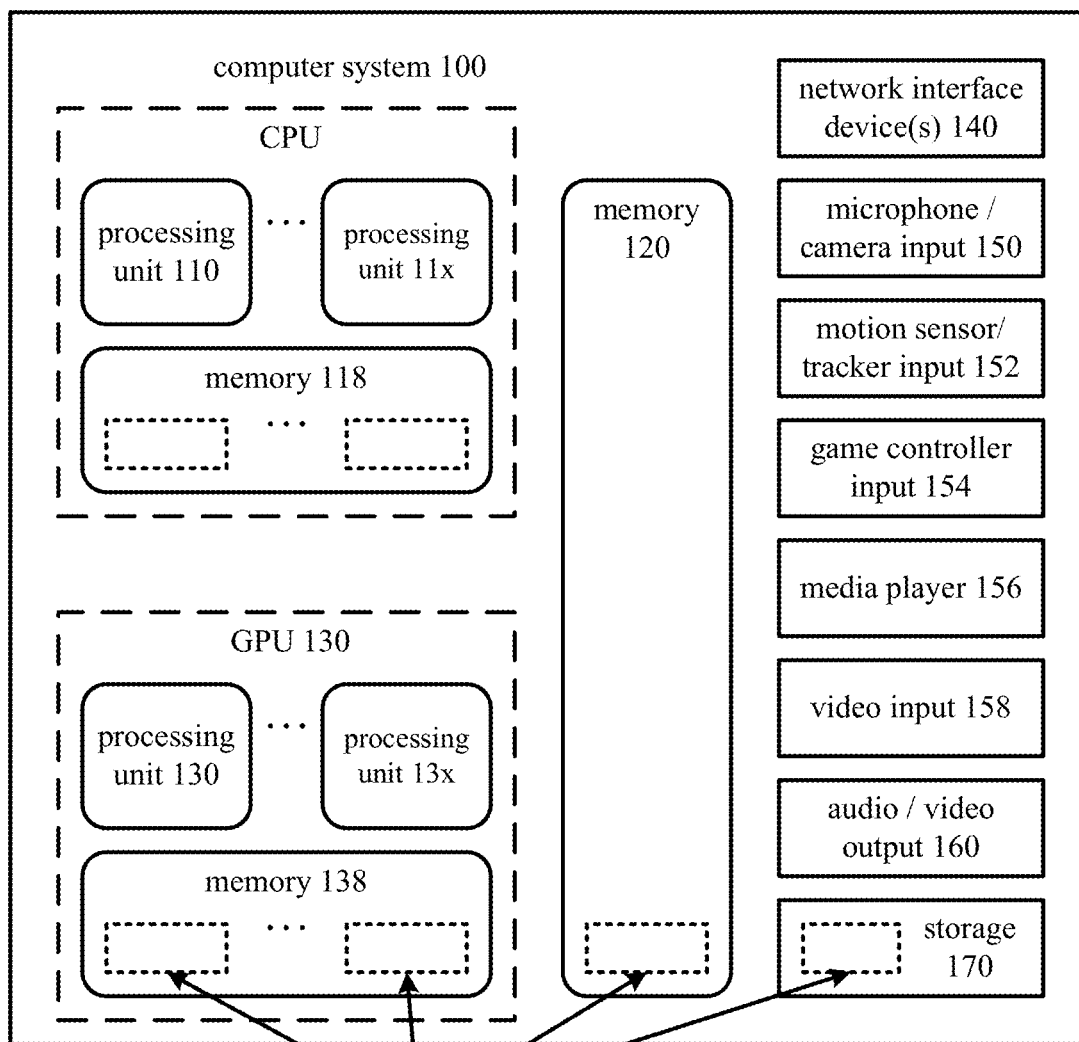 computer system 100
CPU
processing
unit 110
...
processing
unit 11x
memory 118
...
GPU 130
processing
unit 130
...
processing
unit 13x
memory 138
...
memory
120
network interface
device(s) 140
microphone /
camera input 150
motion sensor/
tracker input 152
game controller
input 154
media player 156
video input 158
audio / video
output 160
storage
170